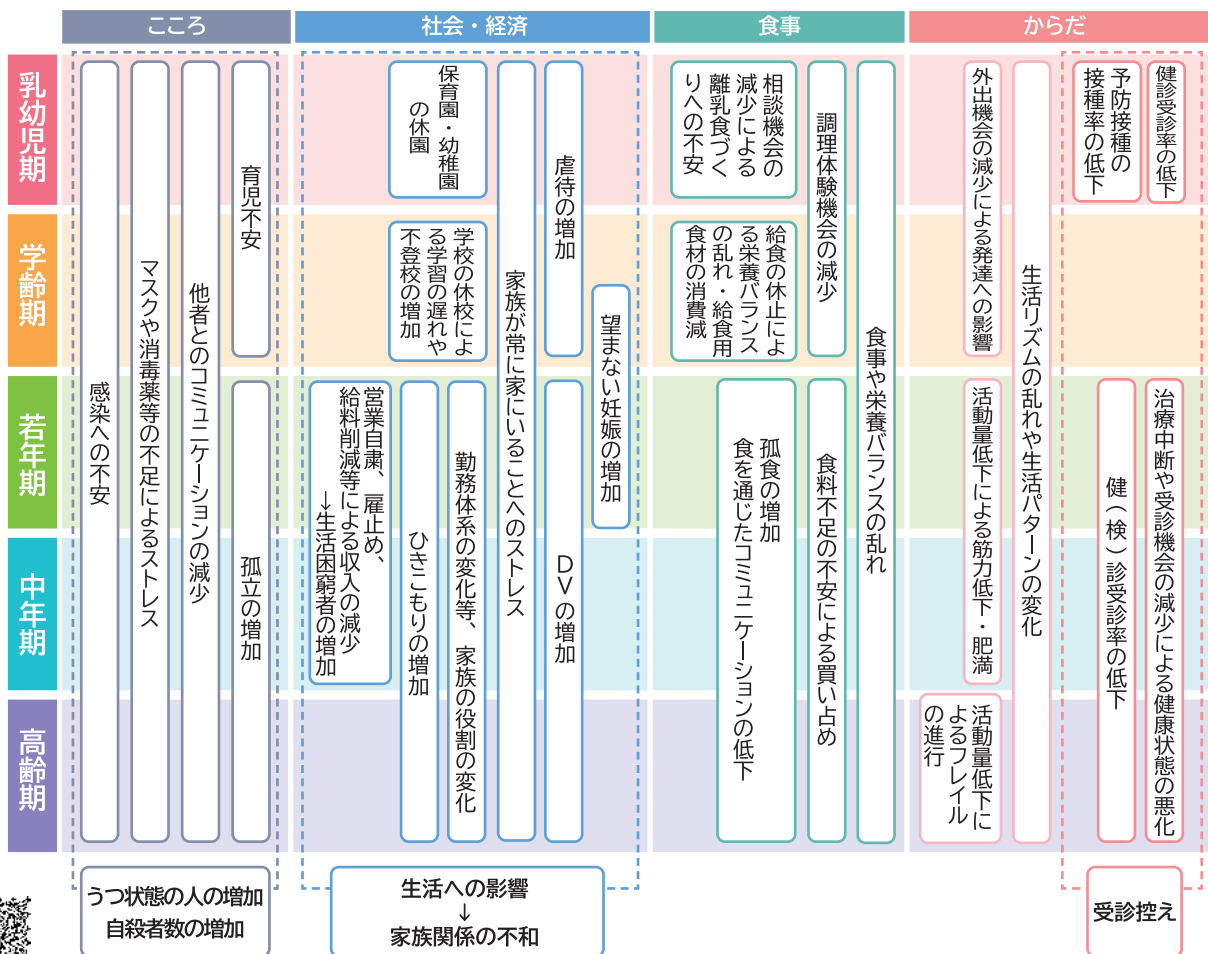 こころ
社会・経済
食事
からだ
乳幼児期
学齢期
若年期
中年期
高齢期
感染への不安
マスクや消毒薬等の不足によるストレス
他者とのコミュニケーションの減少
育児不安
孤立の増加
うつ状態の人の増加
自殺者数の増加
保育園・幼稚園
の休園
学校の休校によ
る学習の遅れや
不登校の増加
営業自粛、雇止め、
給料削減等による収入の減少
→生活困窮者の増加
ひきこもりの増加
勤務体系の変化等、家族の役割の変化
家族が常に家にいることへのストレス
虐待の増加
DVの増加
望まない妊娠の増加
生活への影響
↓
家族関係の不和
相談機会の
減少による
離乳食づく
りへの不安
給食の休止によ
る栄養バランス
の乱れ・給食用
食材の消費減
孤食の増加
食を通じたコミュニケーションの低下
調理体験機会の減少
食料不足の不安による買い占め
食事や栄養バランスの乱れ
外出機会の減少による発達への影響
活動量低下による筋力低下・肥満
活動量低下に
よるフレイル
の進行
生活リズムの乱れや生活パターンの変化
予防接種の
接種率の低下
健診受診率の低下
健（検）診受診率の低下
治療中断や受診機会の減少による健康状態の悪化
受診控え